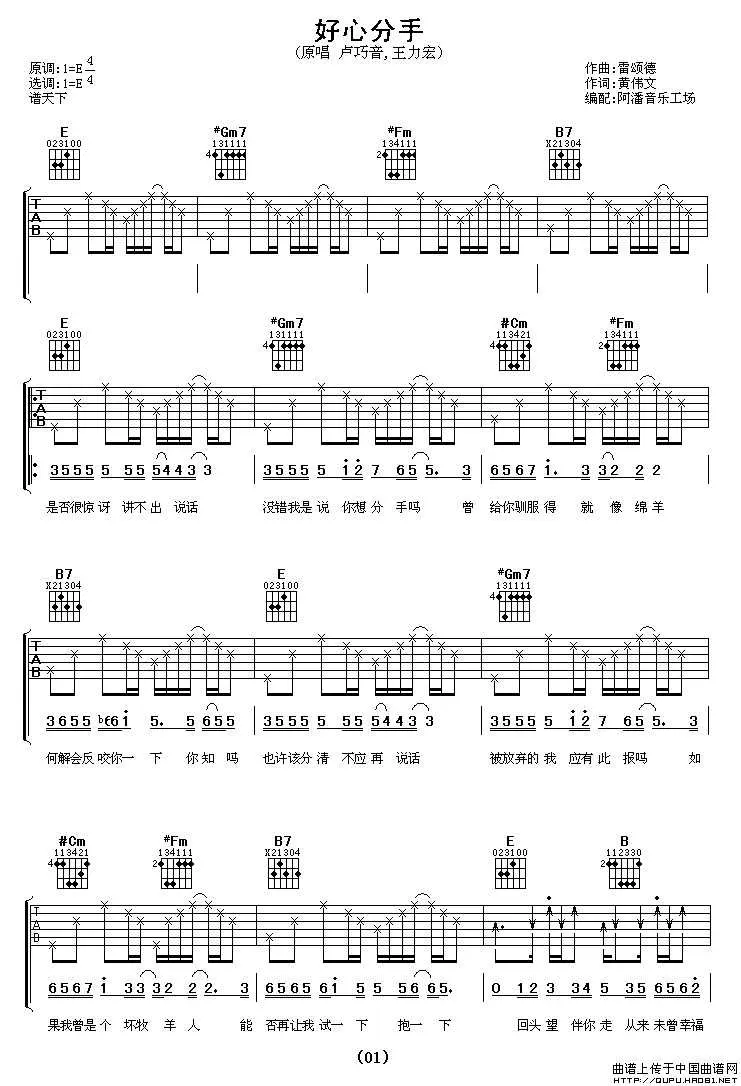 好心分手
(原唱 卢巧音,王力宏)
原调:1=E 4/4
选调:1=E 4/4
谱天下
作曲:雷颂德
作词:黄伟文
编配:阿潘音乐工场
E #Gm7 #Fm B7
023100 131111 134111 X21304
4 2
TAB
E #Gm7 #Cm #Fm
023100 131111 113421 134111
4 4 2
TAB
3555 5 55 5443 3 3555 5 12 7 65 5. 3 6567 1. 3 32 2 2
是否很惊讶 讲不出 说话 没错我是说 你想分手吗 曾 给你驯服得 就 像 绵羊
B7 E #Gm7
X21304 023100 131111
4
TAB
3655 b661 5. 5 655 3555 5 55 5443 3 3555 5 12 7 65 5. 3
何解会反 咬你一 下 你 知吗 也许该分清 不应再 说话 被放弃的我 应有此 报吗 如
#Cm #Fm B7 E B
113421 134111 X21304 023100 112330
4 2 2
TAB
6567 1 33 32 2 2. 3 6565 651 5 5 56 65. 0 12 3 34 5 15 6562
果我曾是个 坏牧 羊 人 能 否再让我 试一下 抱一下 回头望 伴你走 从来未曾幸福
(01)
曲谱上传于中国曲谱网
HTTP://QUPU.HAO81.NET